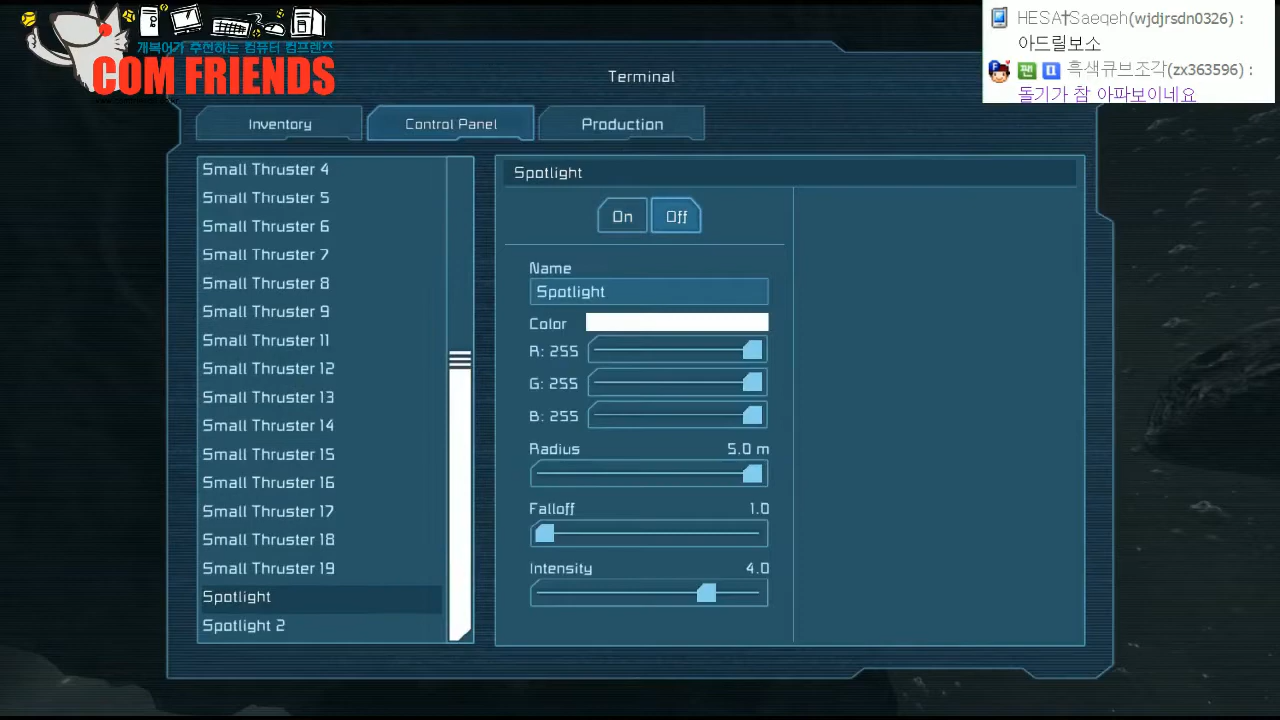 개복어가 추천하는 컴퓨터 컴프렌즈
COM FRIENDS
HESA†Saeqeh(wjdjrsdn0326) :
아드릴보소
팬 흑색큐브조각(zx363596) :
돌기가 참 아파보이네요
Terminal
Inventory
Control Panel
Production
Small Thruster 4
Small Thruster 5
Small Thruster 6
Small Thruster 7
Small Thruster 8
Small Thruster 9
Small Thruster 11
Small Thruster 12
Small Thruster 13
Small Thruster 14
Small Thruster 15
Small Thruster 16
Small Thruster 17
Small Thruster 18
Small Thruster 19
Spotlight
Spotlight 2
Spotlight
On
Off
Name
Spotlight
Color
R: 255
G: 255
B: 255
Radius 5.0 m
Falloff 1.0
Intensity 4.0